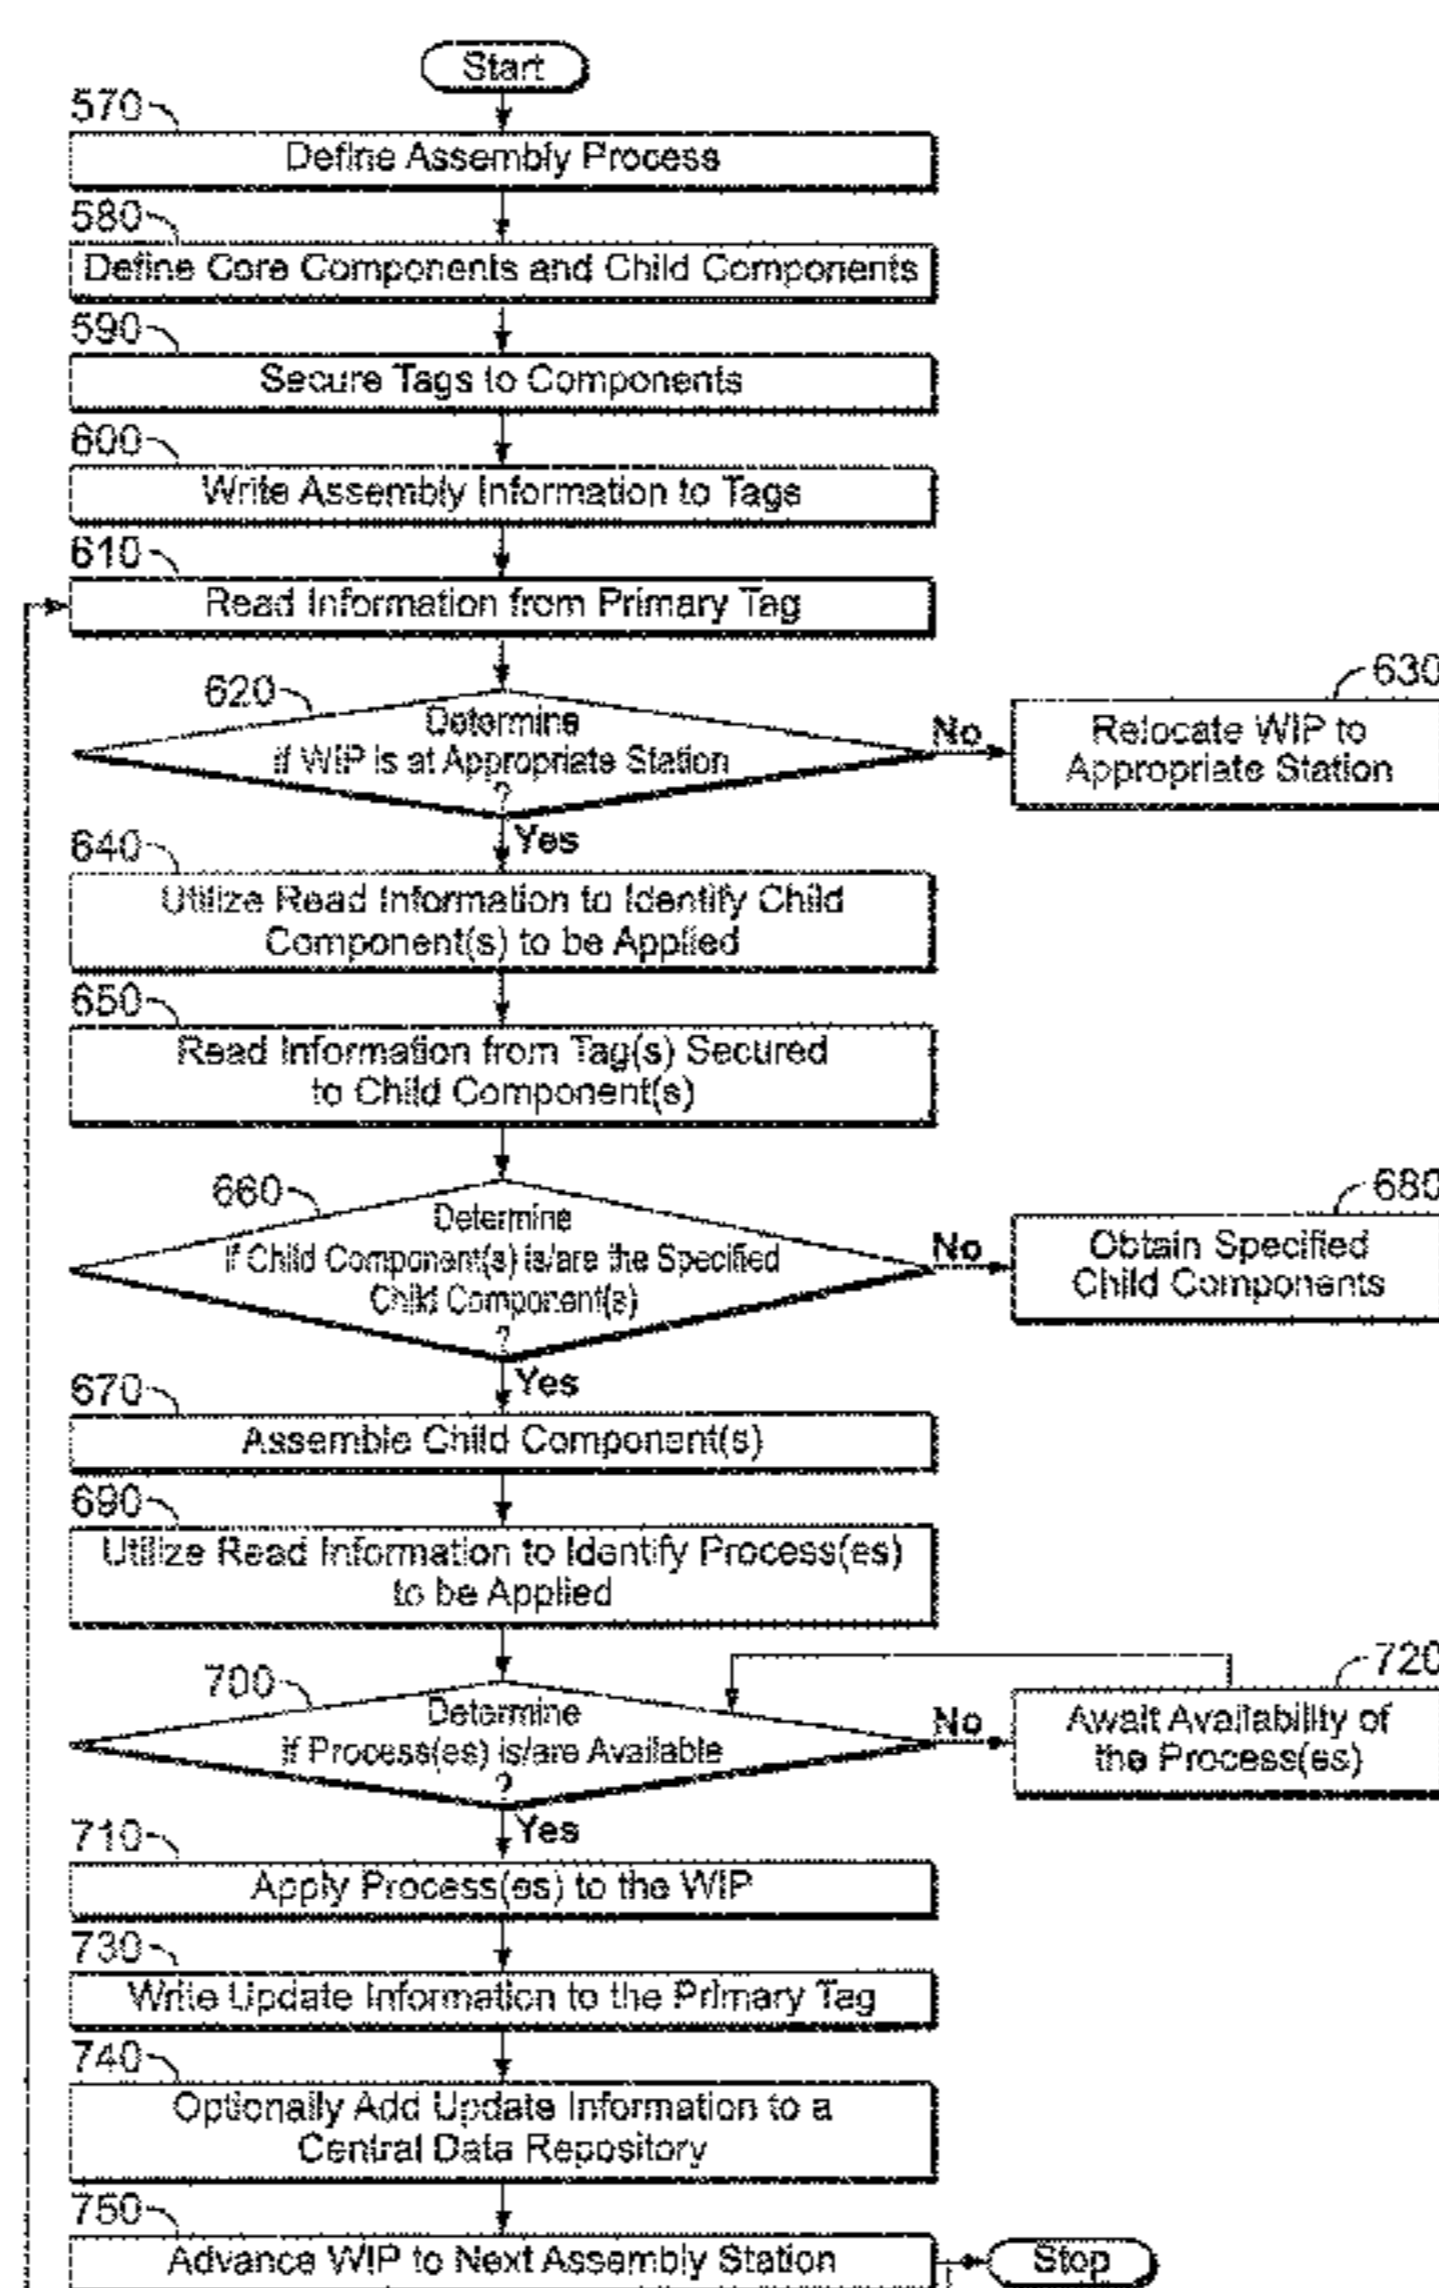 Start
570
Define Assembly Process
580
Define Core Components and Child Components
590
Secure Tags to Components
600
Write Assembly Information to Tags
610
Read Information from Primary Tag
620
Determine
if WIP is at Appropriate Station
?
No
630
Relocate WIP to
Appropriate Station
Yes
640
Utilize Read Information to Identify Child
Component(s) to be Applied
650
Read Information from Tag(s) Secured
to Child Component(s)
660
Determine
if Child Component(s) is/are the Specified
Child Component(s)
?
No
680
Obtain Specified
Child Components
Yes
670
Assemble Child Component(s)
690
Utilize Read Information to Identify Process(es)
to be Applied
700
Determine
if Process(es) is/are Available
?
No
720
Await Availability of
the Process(es)
Yes
710
Apply Process(es) to the WIP
730
Write Update Information to the Primary Tag
740
Optionally Add Update Information to a
Central Data Repository
750
Advance WIP to Next Assembly Station
Stop